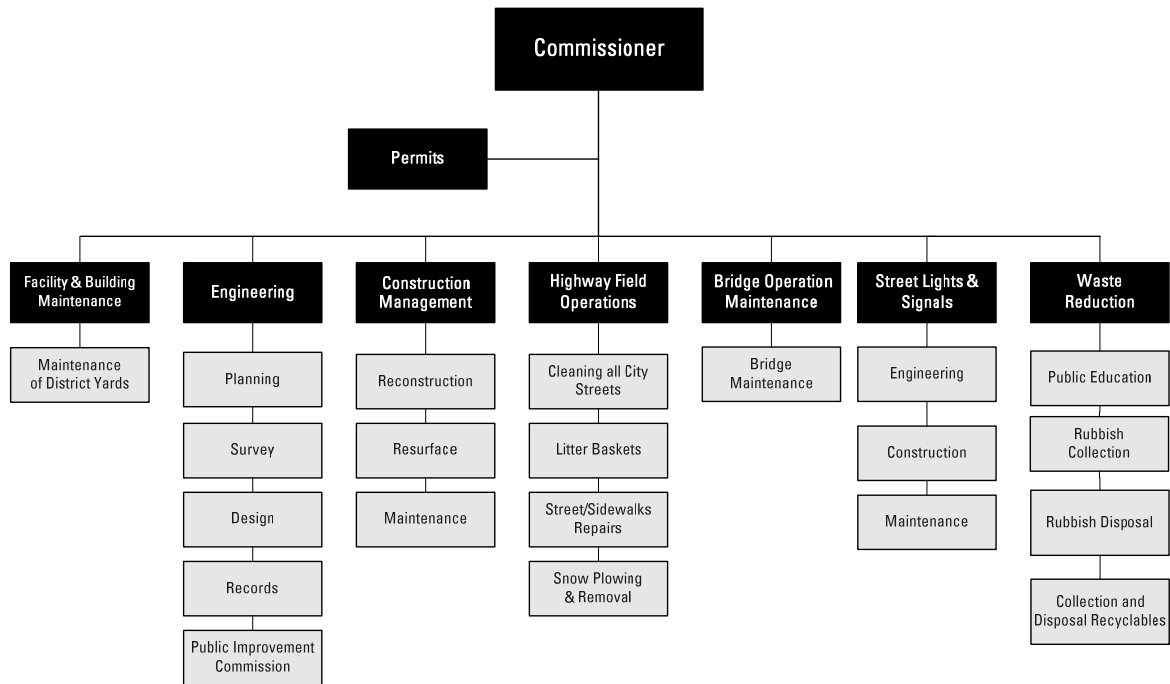 Commissioner
Permits
Facility & Building
Maintenance
Maintenance
of District Yards
Engineering
Planning
Survey
Design
Records
Public Improvement
Commission
Construction
Management
Reconstruction
Resurface
Maintenance
Highway Field
Operations
Cleaning all City
Streets
Litter Baskets
Street/Sidewalks
Repairs
Snow Plowing
& Removal
Bridge Operation
Maintenance
Bridge
Maintenance
Street Lights &
Signals
Engineering
Construction
Maintenance
Waste
Reduction
Public Education
Rubbish
Collection
Rubbish Disposal
Collection and
Disposal Recyclables